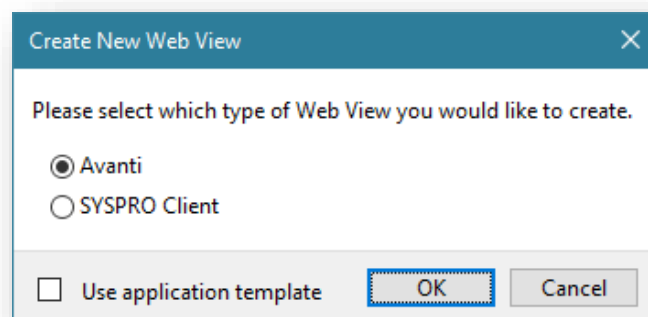 Create New Web View
Please select which type of Web View you would like to create.
Avanti
SYSPRO Client
Use application template
OK
Cancel